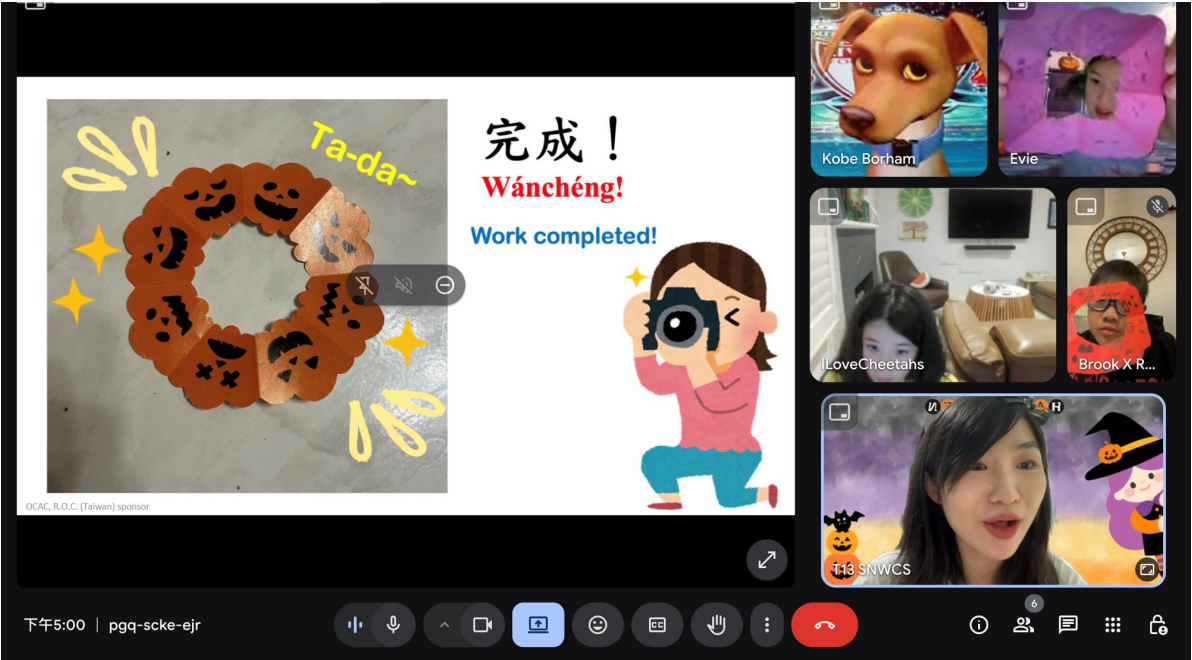 Ta-da~
完成！
Wánchéng!
Work completed!
OCAC, R.O.C. (Taiwan) sponsor
Kobe Borham
Evie
ILoveCheetahs
Brook X R...
T13 SNWCS
下午5:00 | pgq-scke-ejr
CC
6